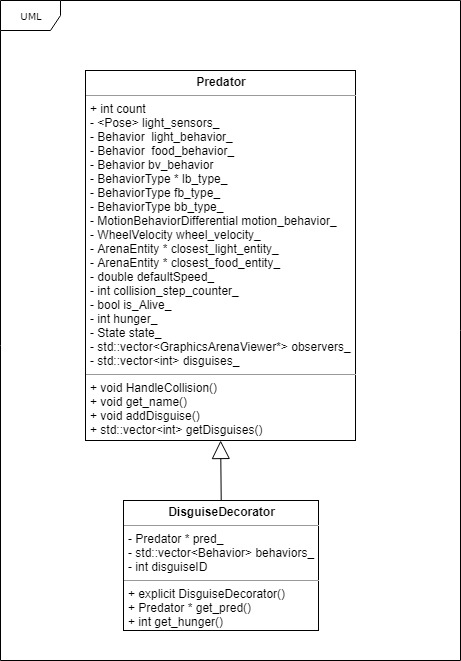 UML
Predator
+ int count
- <Pose> light_sensors_
- Behavior  light_behavior_
- Behavior  food_behavior_
- Behavior bv_behavior
- BehaviorType * lb_type_
- BehaviorType fb_type_
- BehaviorType bb_type_
- MotionBehaviorDifferential motion_behavior_
- WheelVelocity wheel_velocity_
- ArenaEntity * closest_light_entity_
- ArenaEntity * closest_food_entity_
- double defaultSpeed_
- int collision_step_counter_
- bool is_Alive_
- int hunger_
- State state_
- std::vector<GraphicsArenaViewer*> observers_
- std::vector<int> disguises_
+ void HandleCollision()
+ void get_name()
+ void addDisguise()
+ std::vector<int> getDisguises()
DisguiseDecorator
- Predator * pred_
- std::vector<Behavior> behaviors_
- int disguiseID
+ explicit DisguiseDecorator()
+ Predator * get_pred()
+ int get_hunger()